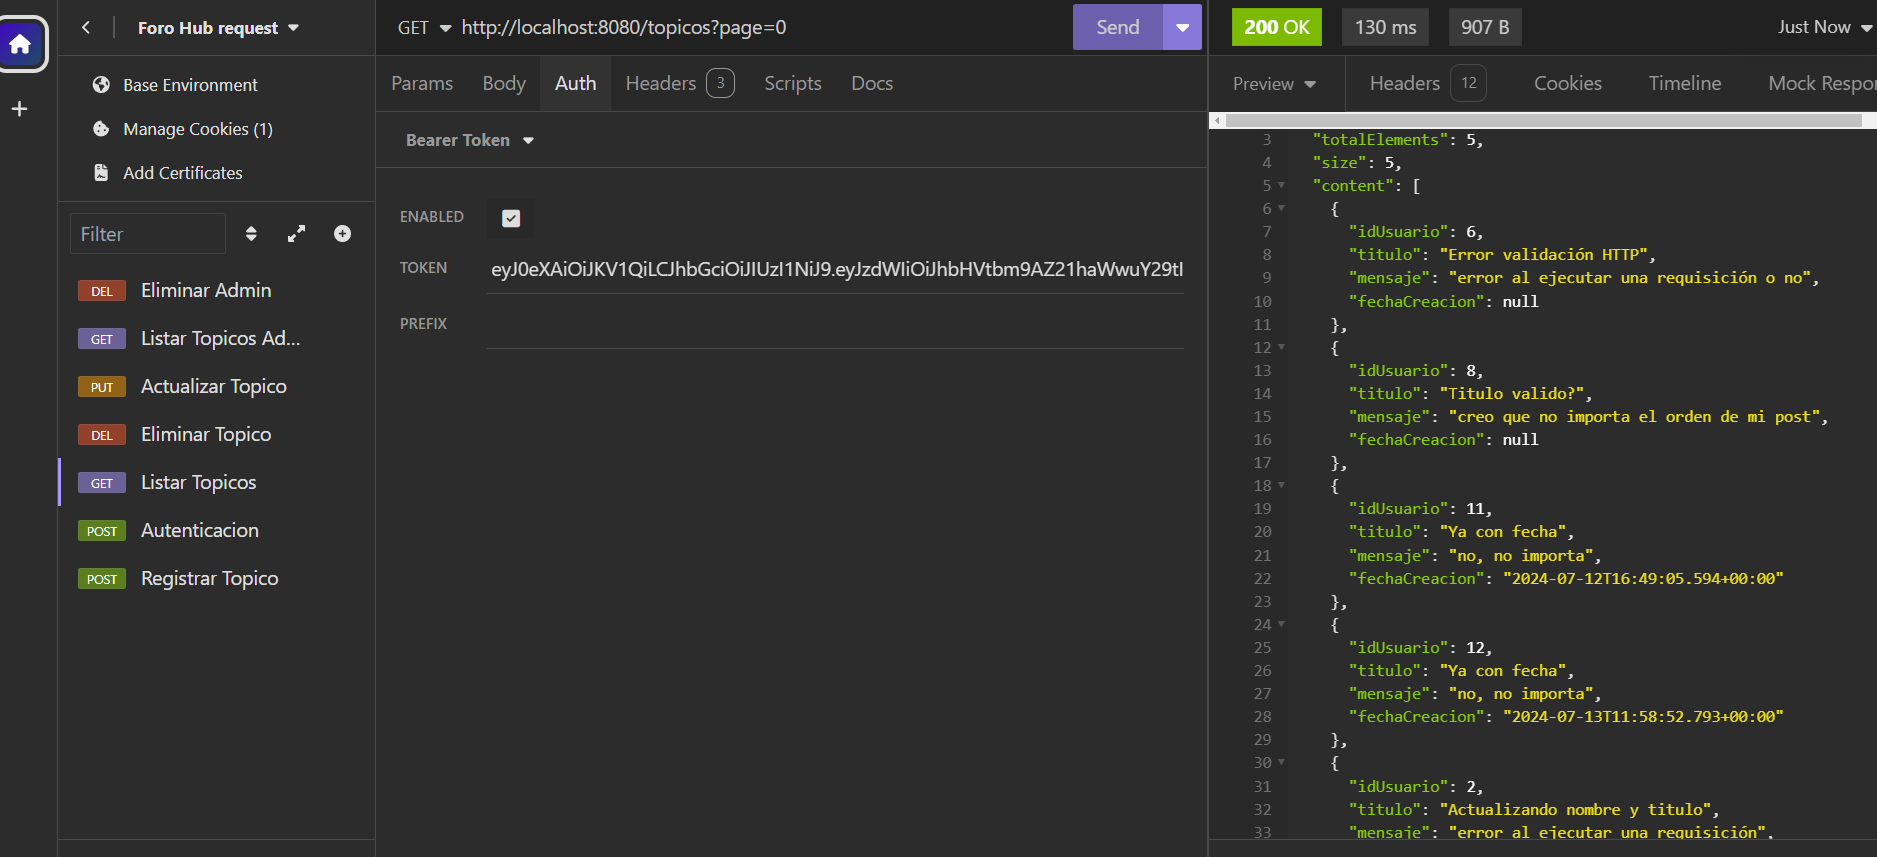 Foro Hub request
Base Environment
Manage Cookies (1)
Add Certificates
Filter
DEL Eliminar Admin
GET Listar Topicos Ad...
PUT Actualizar Topico
DEL Eliminar Topico
GET Listar Topicos
POST Autenticacion
POST Registrar Topico
GET http://localhost:8080/topicos?page=0 Send
Params Body Auth Headers 3 Scripts Docs
Bearer Token
ENABLED
TOKEN eyJ0eXAiOiJKV1QiLCJhbGciOiJIUzI1NiJ9.eyJzdWIiOiJhbHVtbm9AZ21haWwuY29tI
PREFIX
200 OK 130 ms 907 B Just Now
Preview Headers 12 Cookies Timeline Mock Respon
3 "totalElements": 5,
4 "size": 5,
5 "content": [
6 {
7 "idUsuario": 6,
8 "titulo": "Error validación HTTP",
9 "mensaje": "error al ejecutar una requisición o no",
10 "fechaCreacion": null
11 },
12 {
13 "idUsuario": 8,
14 "titulo": "Titulo valido?",
15 "mensaje": "creo que no importa el orden de mi post",
16 "fechaCreacion": null
17 },
18 {
19 "idUsuario": 11,
20 "titulo": "Ya con fecha",
21 "mensaje": "no, no importa",
22 "fechaCreacion": "2024-07-12T16:49:05.594+00:00"
23 },
24 {
25 "idUsuario": 12,
26 "titulo": "Ya con fecha",
27 "mensaje": "no, no importa",
28 "fechaCreacion": "2024-07-13T11:58:52.793+00:00"
29 },
30 {
31 "idUsuario": 2,
32 "titulo": "Actualizando nombre y titulo",
33 "mensaje": "error al ejecutar una requisición",